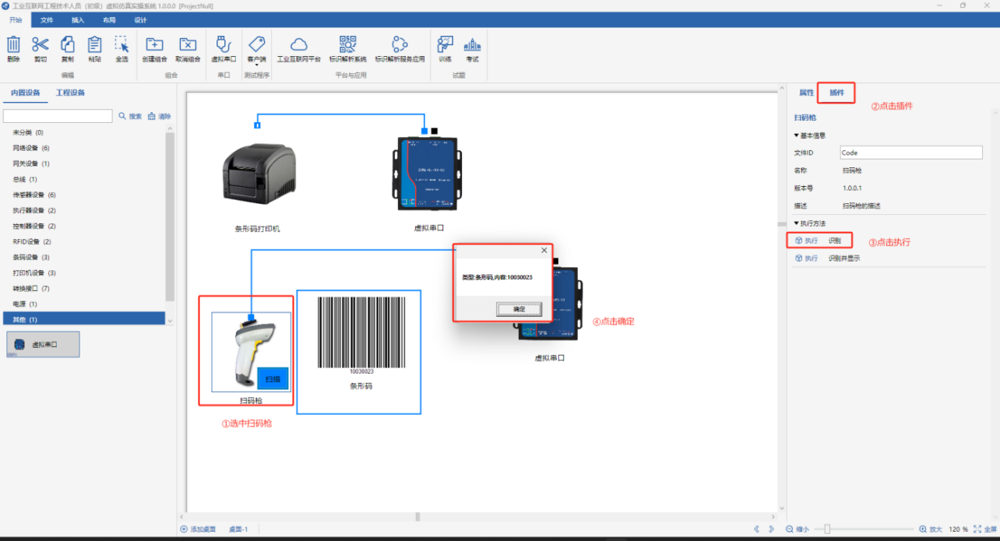 工业互联网工程技术人员（初级）虚拟仿真实操系统 1.0.0.0 [ProjectNull]
开始 文件 插入 布局 设计
删除 剪切 复制 粘贴 全选 创建组合 取消组合 虚拟串口 客户端 工业互联网平台 标识解析系统 标识解析服务应用 训练 考试
编辑 组合 串口 测试程序 平台与应用 试题
内置设备 工程设备
搜索 清除
未分类 (0)
网络设备 (6)
网关设备 (1)
总线 (1)
传感器设备 (6)
执行器设备 (2)
控制器设备 (2)
RFID设备 (2)
条码设备 (3)
打印机设备 (3)
转换接口 (7)
电源 (1)
其他 (1)
虚拟串口
条形码打印机
虚拟串口
扫描
扫码枪
①选中扫码枪
10030023
条形码
类型:条形码,内容:10030023
确定
④点击确定
虚拟串口
属性 插件
②点击插件
扫码枪
▼基本信息
文件ID Code
名称 扫码枪
版本号 1.0.0.1
描述 扫码枪的描述
▼执行方法
执行 识别
③点击执行
执行 识别并显示
添加桌面 桌面-1
缩小 放大 120 % 全屏